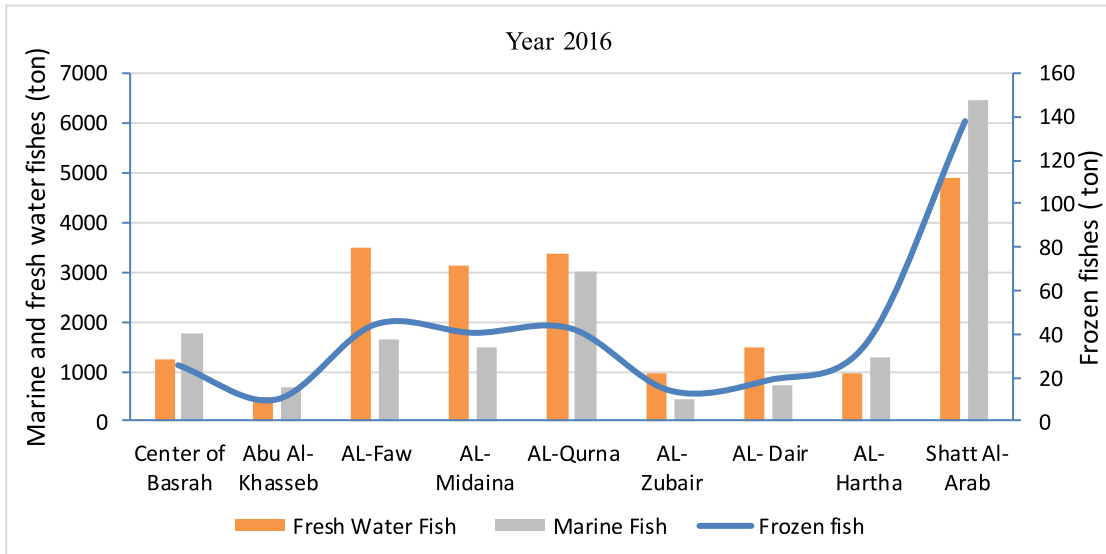 Year 2016
Marine and fresh water fishes (ton)
7000
6000
5000
4000
3000
2000
1000
0
160
140
120
100
80
60
40
20
0
Frozen fishes ( ton)
Center of
Basrah
Abu Al-
Khasseb
AL-Faw
AL-
Midaina
AL-Qurna
AL-
Zubair
AL- Dair
AL-
Hartha
Shatt Al-
Arab
Fresh Water Fish
Marine Fish
Frozen fish